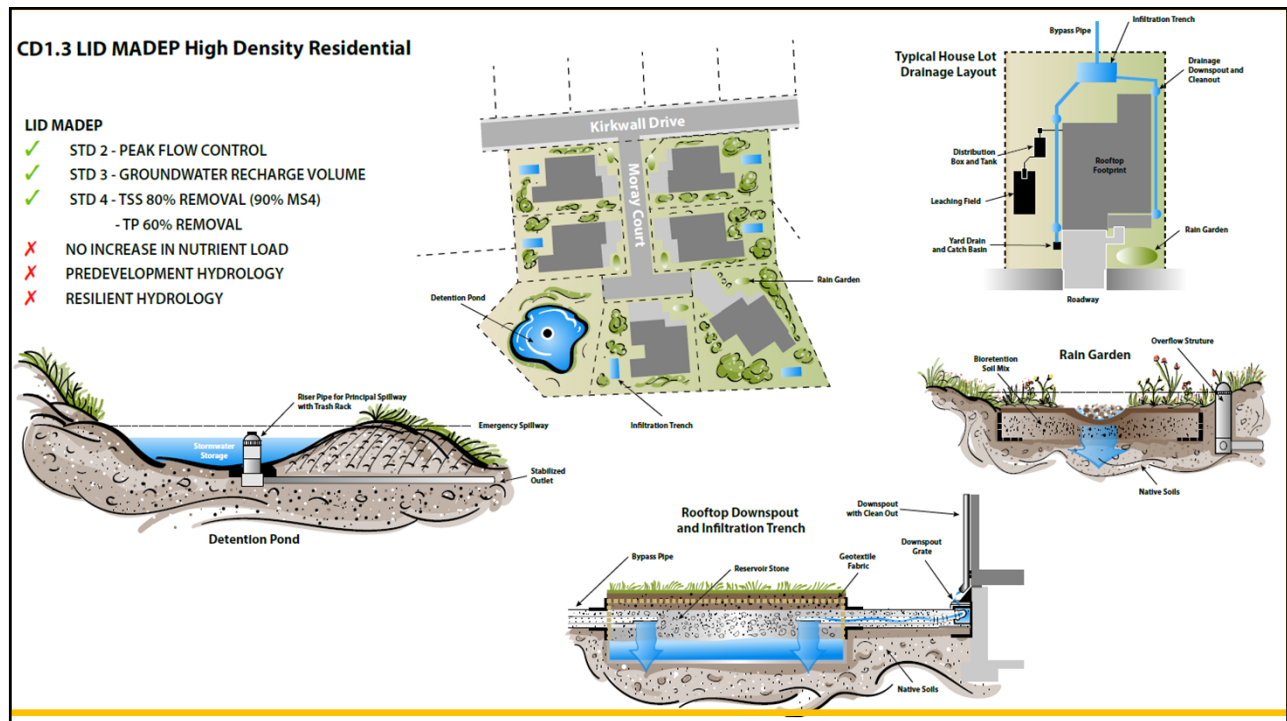 CD1.3 LID MADEP High Density Residential
LID MADEP
✓ STD 2 - PEAK FLOW CONTROL
✓ STD 3 - GROUNDWATER RECHARGE VOLUME
✓ STD 4 - TSS 80% REMOVAL (90% MS4)
- TP 60% REMOVAL
✗ NO INCREASE IN NUTRIENT LOAD
✗ PREDEVELOPMENT HYDROLOGY
✗ RESILIENT HYDROLOGY
Kirkwall Drive
Moray Court
Rain Garden
Detention Pond
Infiltration Trench
Typical House Lot
Drainage Layout
Bypass Pipe
Infiltration Trench
Drainage
Downspout and
Cleanout
Distribution
Box and Tank
Rooftop
Footprint
Leaching Field
Yard Drain
and Catch Basin
Rain Garden
Roadway
Riser Pipe for Principal Spillway
with Trash Rack
Emergency Spillway
Stormwater
Storage
Stabilized
Outlet
Detention Pond
Rain Garden
Overflow Struture
Bioretention
Soil Mix
Native Soils
Rooftop Downspout
and Infiltration Trench
Downspout
with Clean Out
Bypass Pipe
Reservoir Stone
Geotextile
Fabric
Downspout
Grate
Native Soils